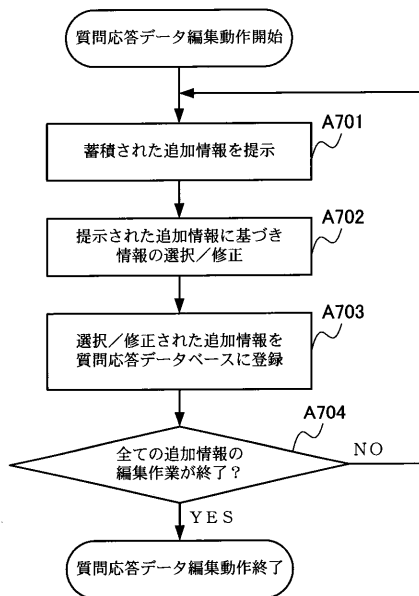 質問応答データ編集動作開始
A701
蓄積された追加情報を提示
A702
提示された追加情報に基づき
情報の選択／修正
A703
選択／修正された追加情報を
質問応答データベースに登録
A704
全ての追加情報の
編集作業が終了？
NO
YES
質問応答データ編集動作終了